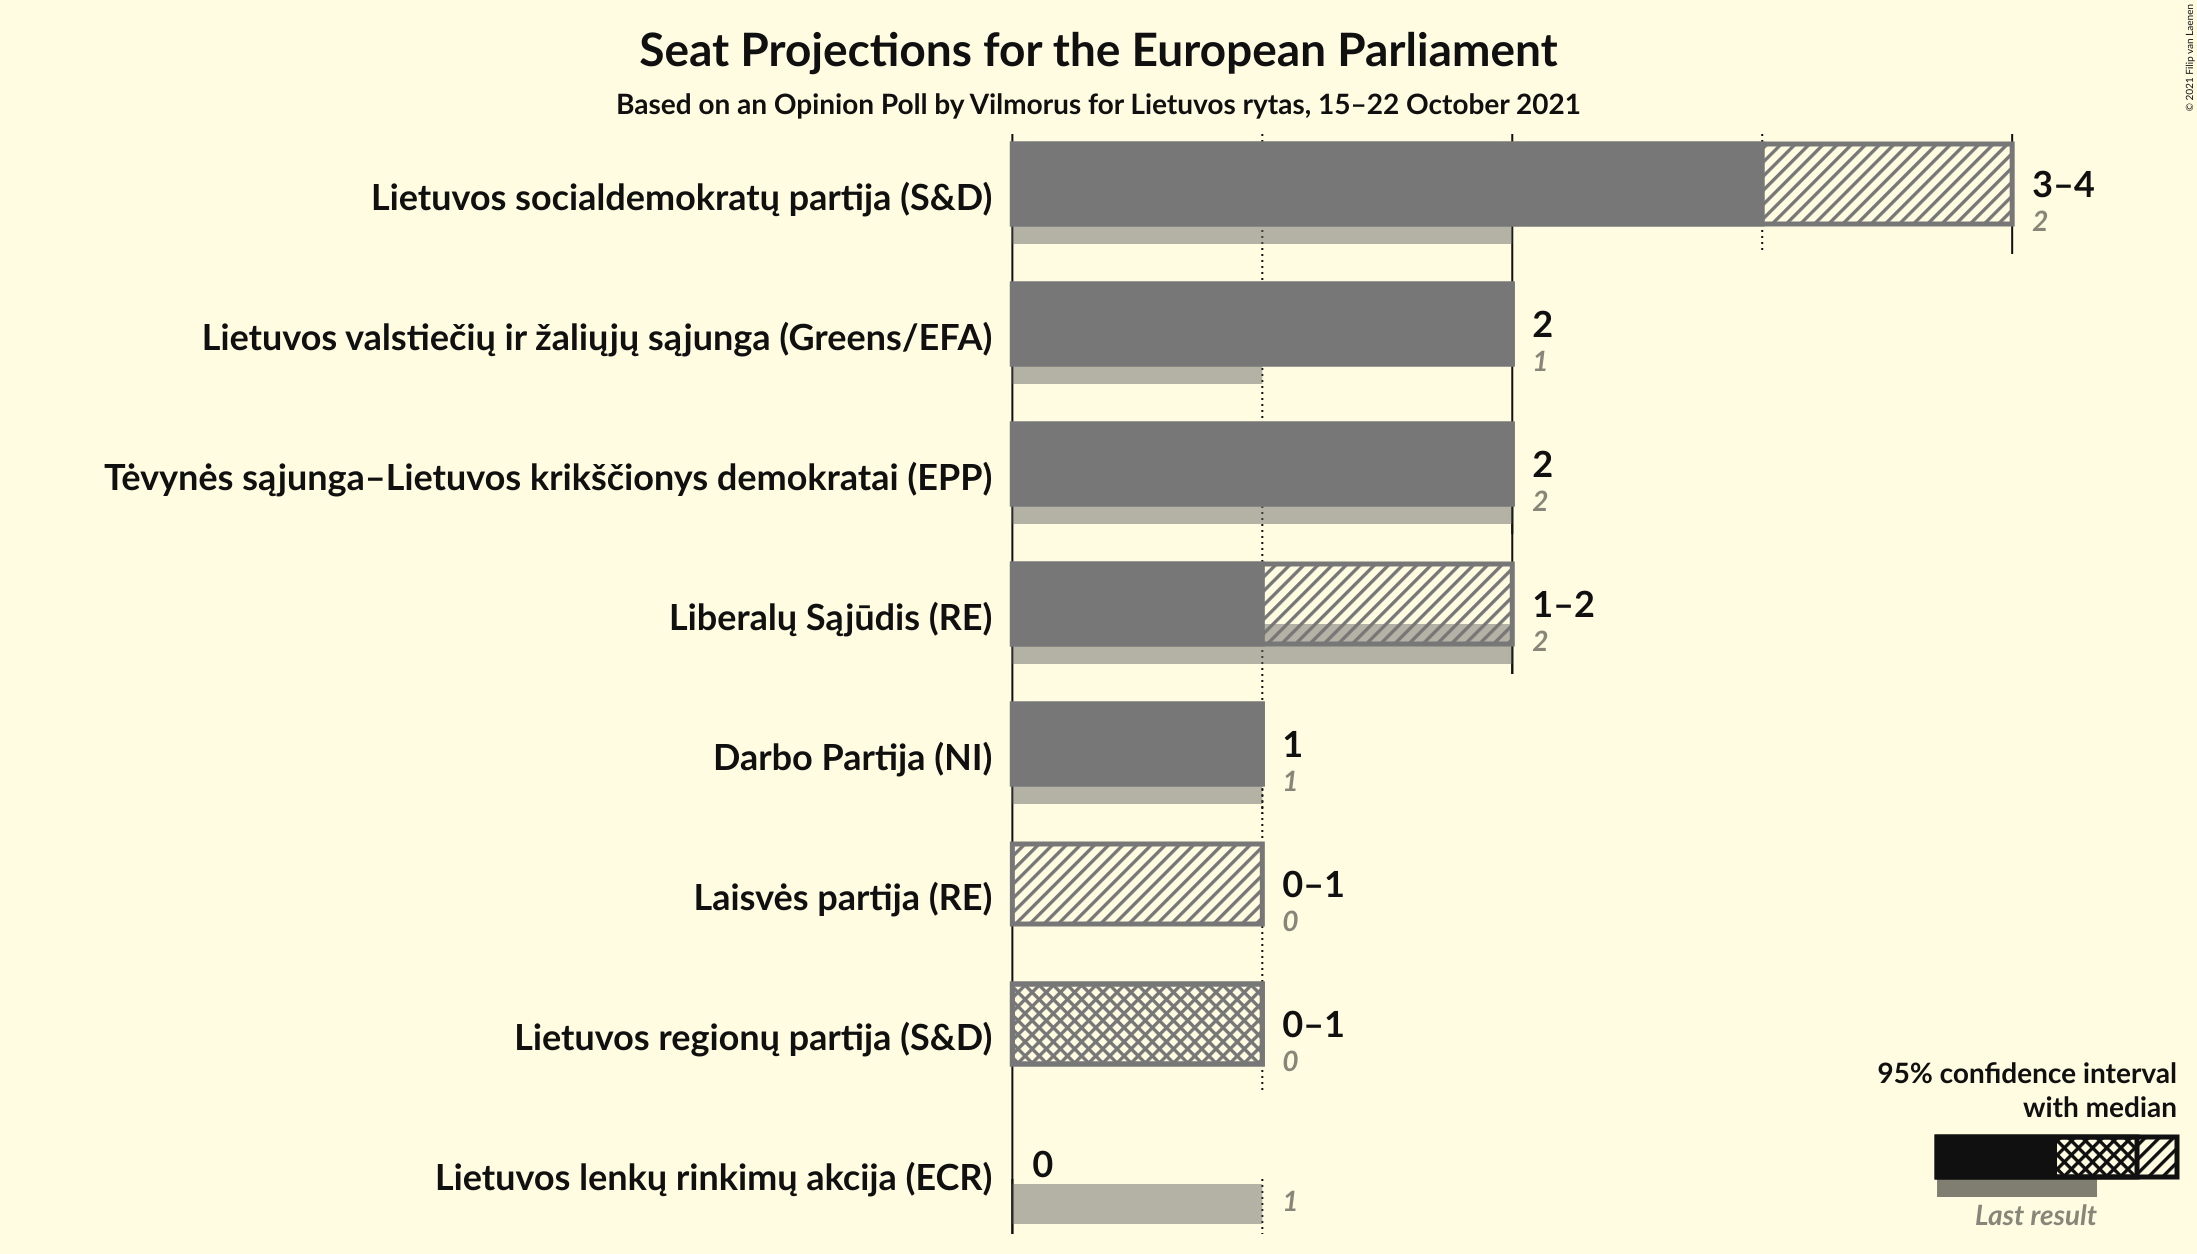 Seat Projections for the European Parliament
Based on an Opinion Poll by Vilmorus for Lietuvos rytas, 15–22 October 2021
© 2021 Filip van Laenen
Lietuvos socialdemokratų partija (S&D)
3–4
2
Lietuvos valstiečių ir žaliųjų sąjunga (Greens/EFA)
2
1
Tėvynės sąjunga–Lietuvos krikščionys demokratai (EPP)
2
2
Liberalų Sąjūdis (RE)
1–2
2
Darbo Partija (NI)
1
1
Laisvės partija (RE)
0–1
0
Lietuvos regionų partija (S&D)
0–1
0
Lietuvos lenkų rinkimų akcija (ECR)
0
1
95% confidence interval
with median
Last result